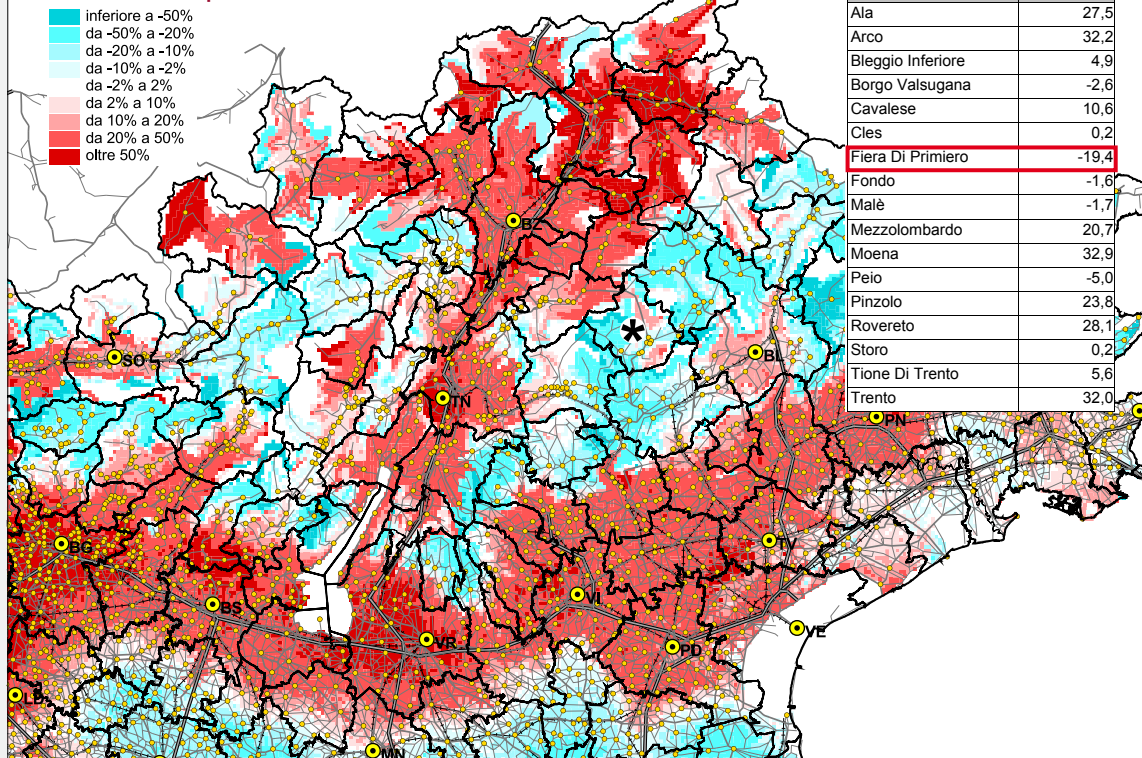 inferiore a -50%
da -50% a -20%
da -20% a -10%
da -10% a -2%
da -2% a 2%
da 2% a 10%
da 10% a 20%
da 20% a 50%
oltre 50%
Ala 27,5
Arco 32,2
Bleggio Inferiore 4,9
Borgo Valsugana -2,6
Cavalese 10,6
Cles 0,2
Fiera Di Primiero -19,4
Fondo -1,6
Malè -1,7
Mezzolombardo 20,7
Moena 32,9
Peio -5,0
Pinzolo 23,8
Rovereto 28,1
Storo 0,2
Tione Di Trento 5,6
Trento 32,0
BZ
*
SO
BL
TN
PN
BG
TV
BS
VI
VE
VR
PD
MN